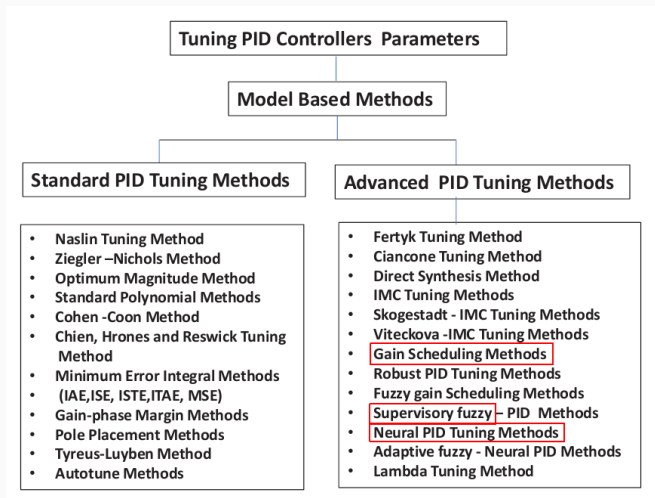 Tuning PID Controllers Parameters
Model Based Methods
Standard PID Tuning Methods
• Naslin Tuning Method
• Ziegler –Nichols Method
• Optimum Magnitude Method
• Standard Polynomial Methods
• Cohen -Coon Method
• Chien, Hrones and Reswick Tuning
Method
• Minimum Error Integral Methods
• (IAE,ISE, ISTE,ITAE, MSE)
• Gain-phase Margin Methods
• Pole Placement Methods
• Tyreus-Luyben Method
• Autotune Methods
Advanced PID Tuning Methods
• Fertyk Tuning Method
• Ciancone Tuning Method
• Direct Synthesis Method
• IMC Tuning Methods
• Skogestadt - IMC Tuning Methods
• Viteckova -IMC Tuning Methods
• Gain Scheduling Methods
• Robust PID Tuning Methods
• Fuzzy gain Scheduling Methods
• Supervisory fuzzy – PID Methods
• Neural PID Tuning Methods
• Adaptive fuzzy - Neural PID Methods
• Lambda Tuning Method